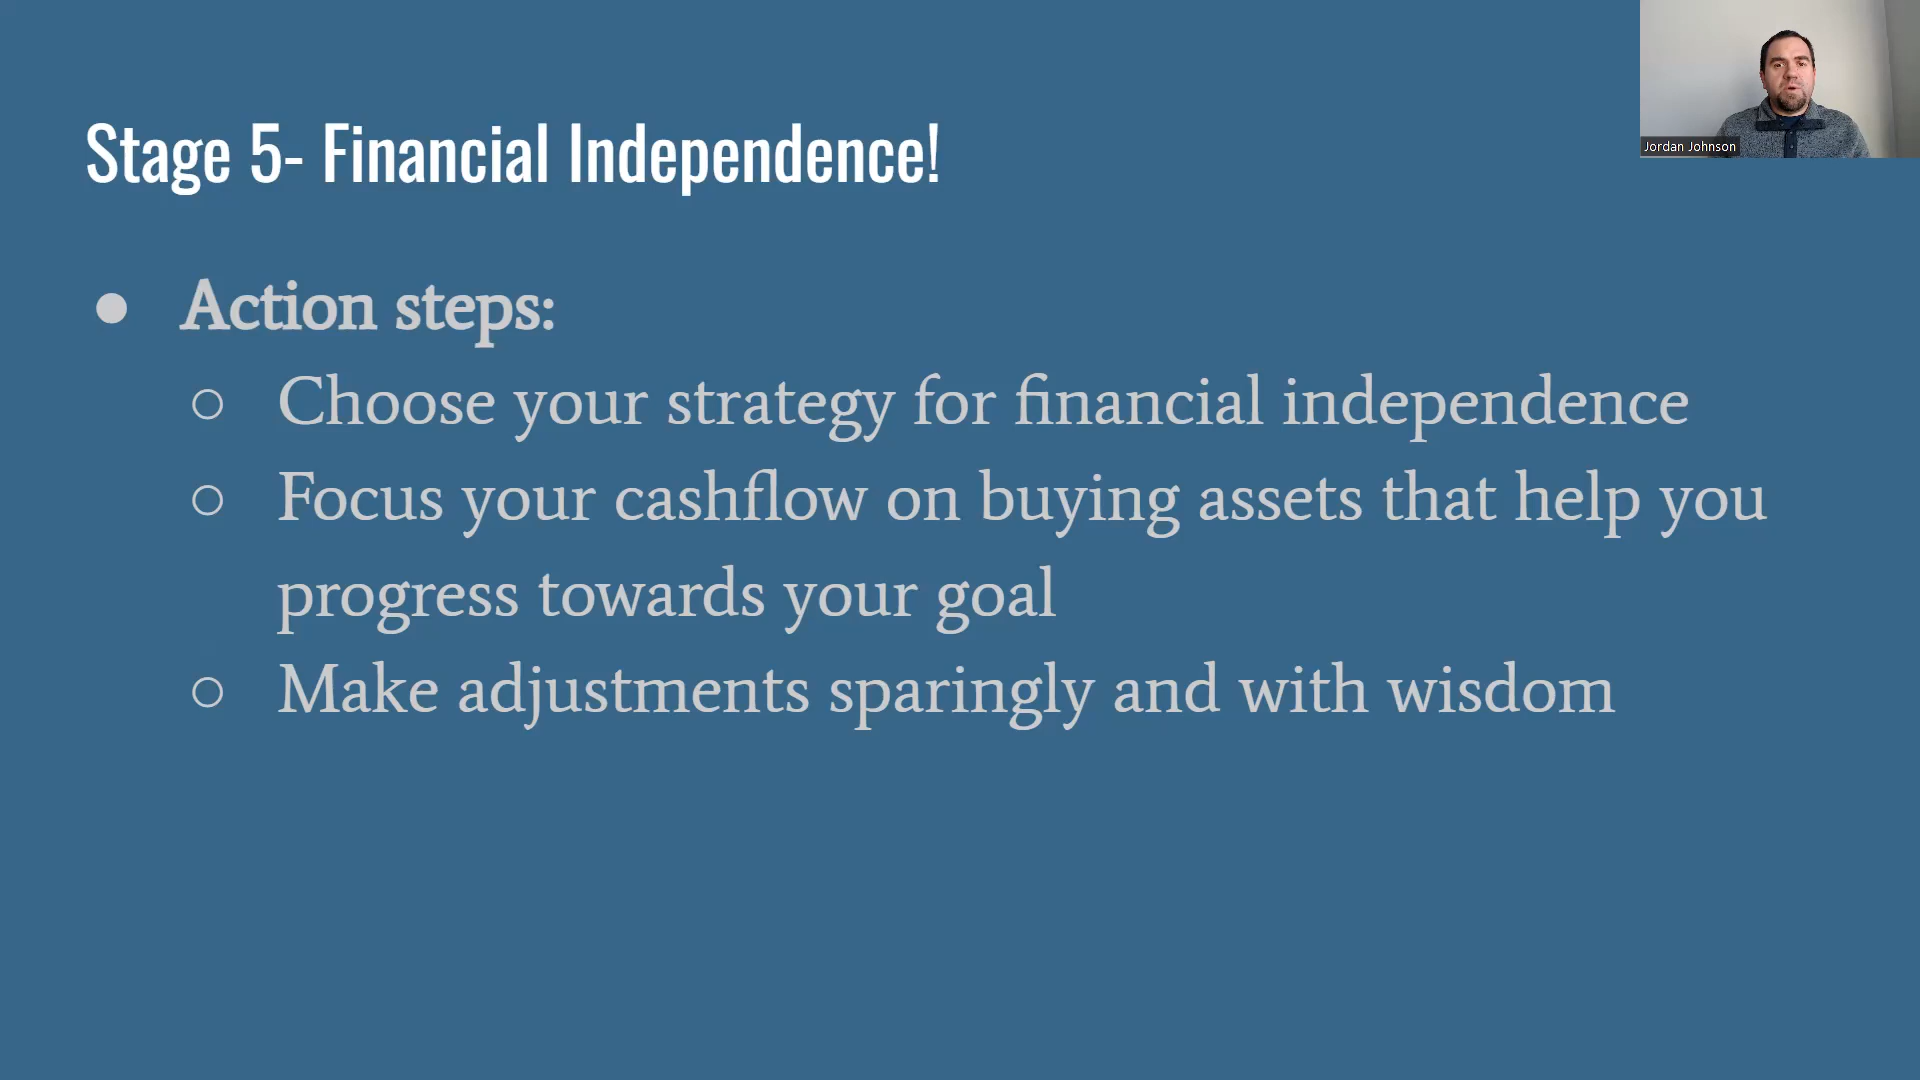 Jordan Johnson
Stage 5- Financial Independence!
● Action steps:
○ Choose your strategy for financial independence
○ Focus your cashflow on buying assets that help you
progress towards your goal
○ Make adjustments sparingly and with wisdom